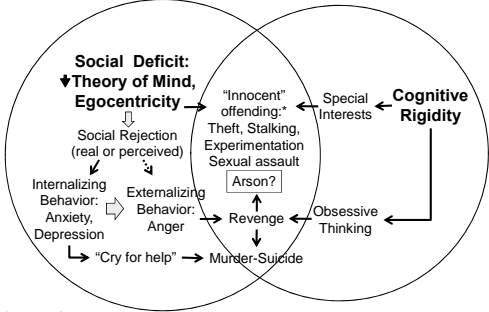 Social Deficit:
Theory of Mind,
Egocentricity
Social Rejection
(real or perceived)
Internalizing
Behavior:
Anxiety,
Depression
Externalizing
Behavior:
Anger
"Cry for help"
"Innocent"
offending:*
Theft, Stalking,
Experimentation
Sexual assault
Arson?
Revenge
Murder-Suicide
Special
Interests
Cognitive
Rigidity
Obsessive
Thinking